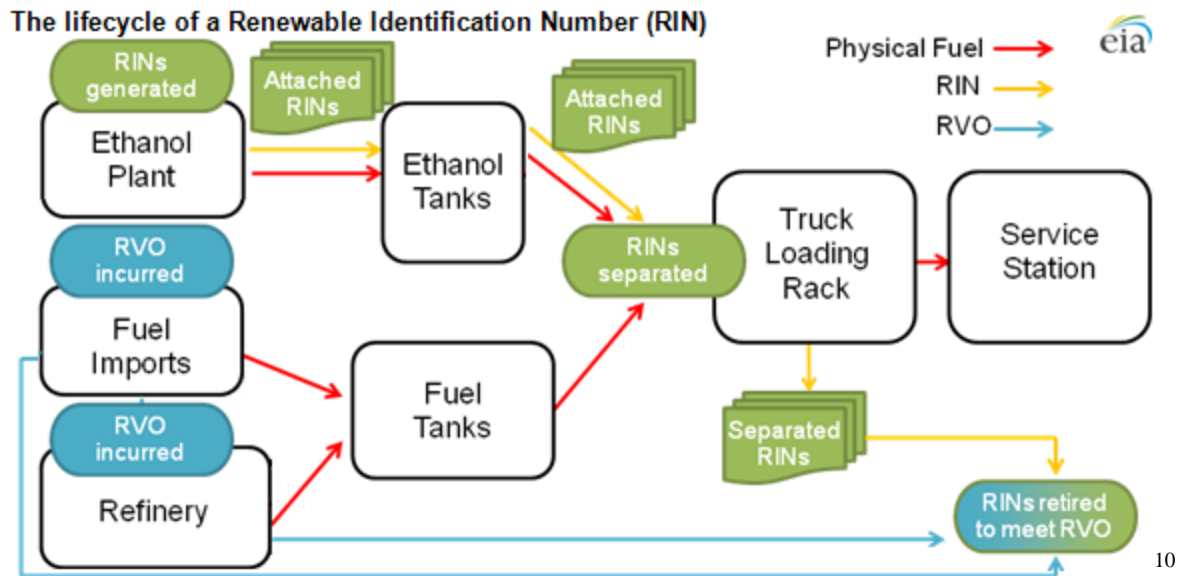 The lifecycle of a Renewable Identification Number (RIN)
eia
Physical Fuel
RIN
RVO
RINs
generated
Attached
RINs
Attached
RINs
Ethanol
Plant
Ethanol
Tanks
RVO
incurred
RINs
separated
Truck
Loading
Rack
Service
Station
Fuel
Imports
Fuel
Tanks
RVO
incurred
Separated
RINs
Refinery
RINs retired
to meet RVO
10